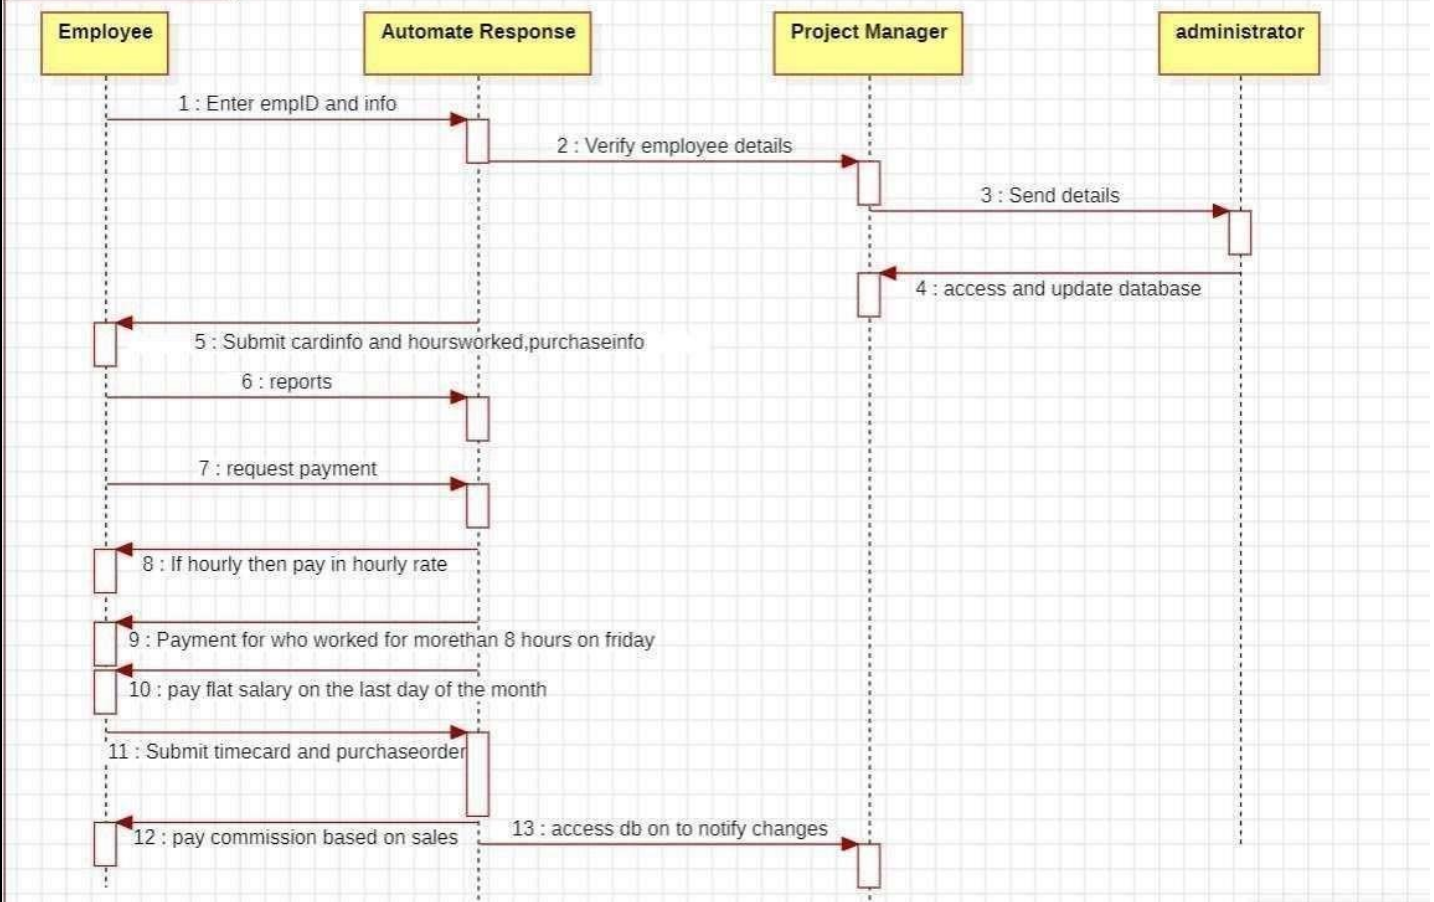 Employee
Automate Response
Project Manager
administrator
1 : Enter empID and info
2 : Verify employee details
3 : Send details
4 : access and update database
5 : Submit cardinfo and hoursworked,purchaseinfo
6 : reports
7 : request payment
8 : If hourly then pay in hourly rate
9 : Payment for who worked for morethan 8 hours on friday
10 : pay flat salary on the last day of the month
11 : Submit timecard and purchaseorder
12 : pay commission based on sales
13 : access db on to notify changes